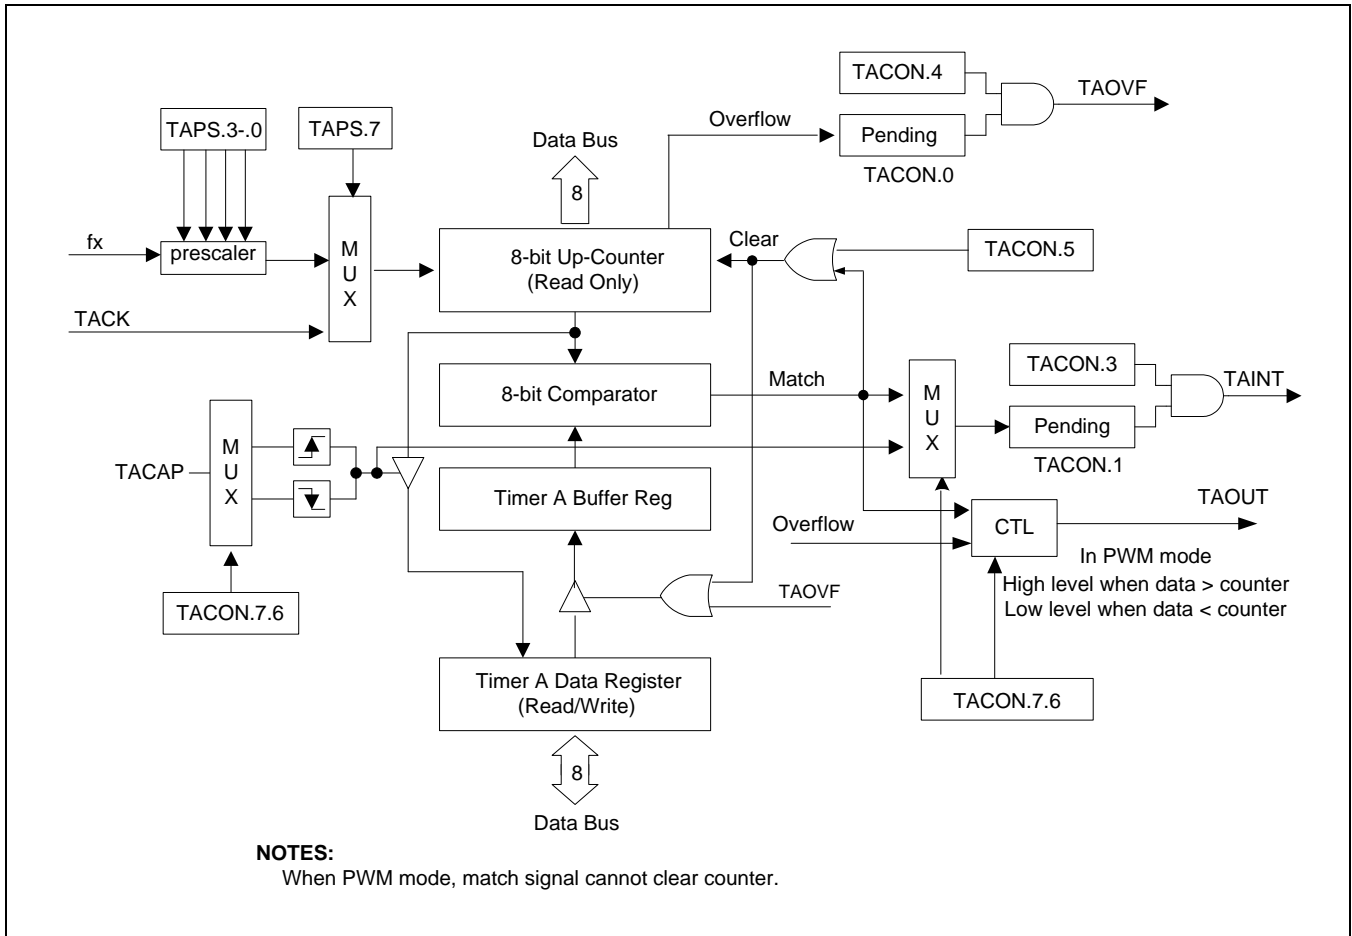 TACON.4
TAOVF
TAPS.3-.0
TAPS.7
Overflow
Pending
Data Bus
TACON.0
8
fx
prescaler
M
U
X
8-bit Up-Counter
(Read Only)
Clear
TACON.5
TACK
TACON.3
TAINT
8-bit Comparator
Match
M
U
X
Pending
TACON.1
TACAP
M
U
X
Timer A Buffer Reg
TAOUT
Overflow
CTL
In PWM mode
High level when data > counter
Low level when data < counter
TAOVF
TACON.7.6
Timer A Data Register
(Read/Write)
TACON.7.6
8
Data Bus
NOTES:
When PWM mode, match signal cannot clear counter.